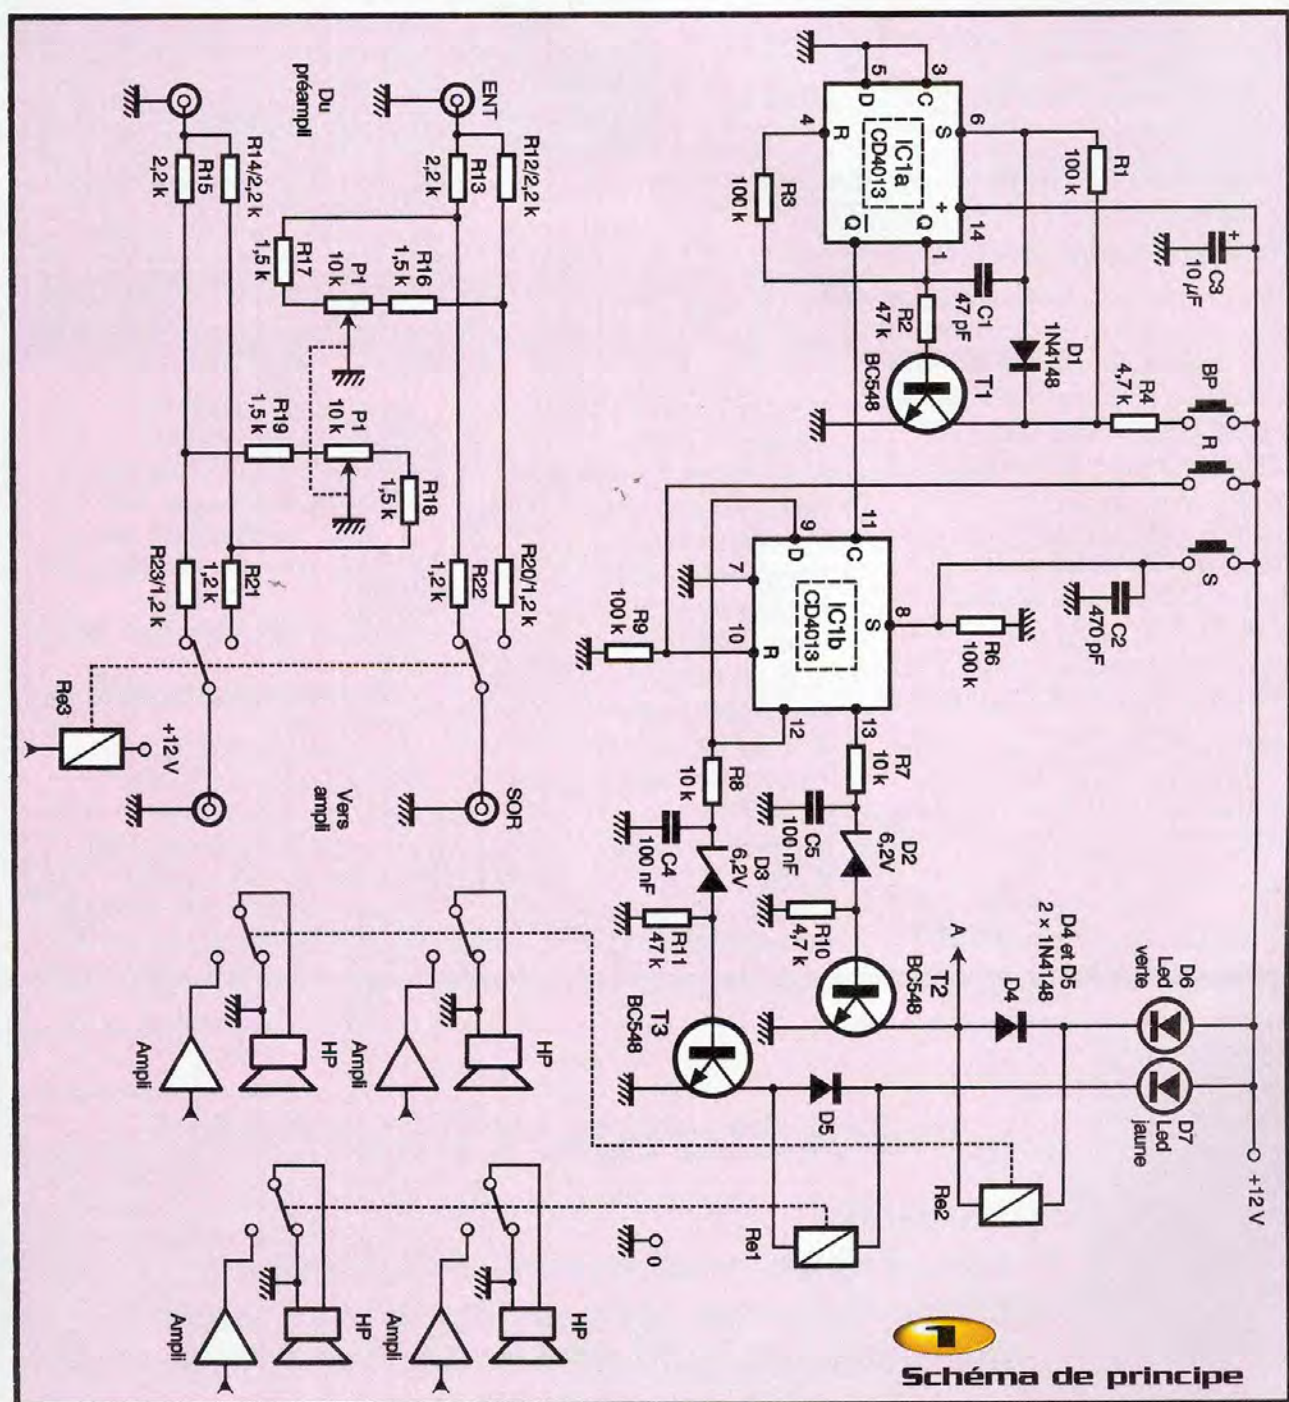 C3
10 µF
+
R1
100 k
BP
R4
4,7 k
D1
1N4148
C1
47 pF
R2
47 k
T1
BC548
3
5
6
4
14
1
C
D
S
R
+
Q
Q
IC1a
CD4013
R3
100 k
R
S
C2
470 pF
R6
100 k
11
9
7
10
8
12
13
C
D
R
S
IC1b
CD4013
R9
100 k
R7
10 k
R8
10 k
C5
100 nF
C4
100 nF
D2
6,2V
D3
6,2V
R10
4,7 k
R11
47 k
T2
BC548
T3
BC548
A
D4
D4 et D5
2 × 1N4148
D5
D6
Led
verte
D7
Led
jaune
+12 V
Re2
Re1
0
ENT
Du
préampli
R12/2,2 k
R13
2,2 k
R14/2,2 k
R15
2,2 k
R16
1,5 k
P1
10 k
R17
1,5 k
R18
1,5 k
P1
10 k
R19
1,5 k
R20/1,2 k
R22
1,2 k
R21
1,2 k
R23/1,2 k
SOR
Vers
ampli
+12 V
Re3
HP
Ampli
HP
Ampli
HP
Ampli
HP
Ampli
1
Schéma de principe